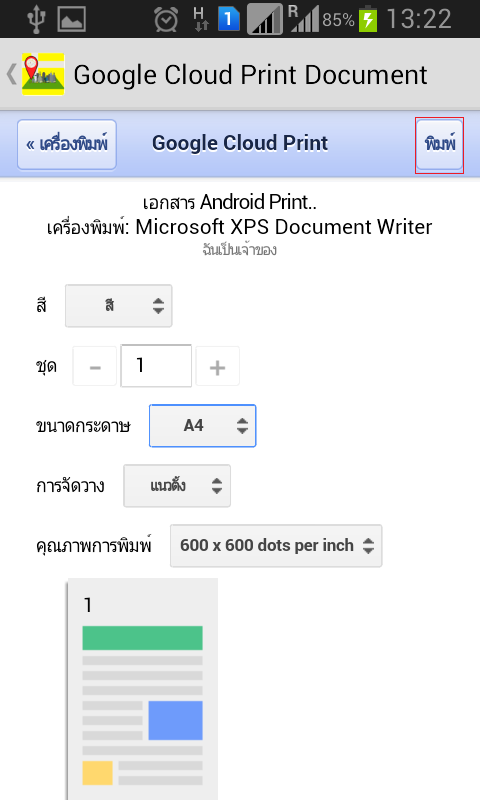 H 1 R 85% 13:22
Google Cloud Print Document
« เครื่องพิมพ์ Google Cloud Print พิมพ์
เอกสาร Android Print..
เครื่องพิมพ์: Microsoft XPS Document Writer
ฉันเป็นเจ้าของ
สี สี
ชุด - 1 +
ขนาดกระดาษ A4
การจัดวาง แนวตั้ง
คุณภาพการพิมพ์ 600 x 600 dots per inch
1